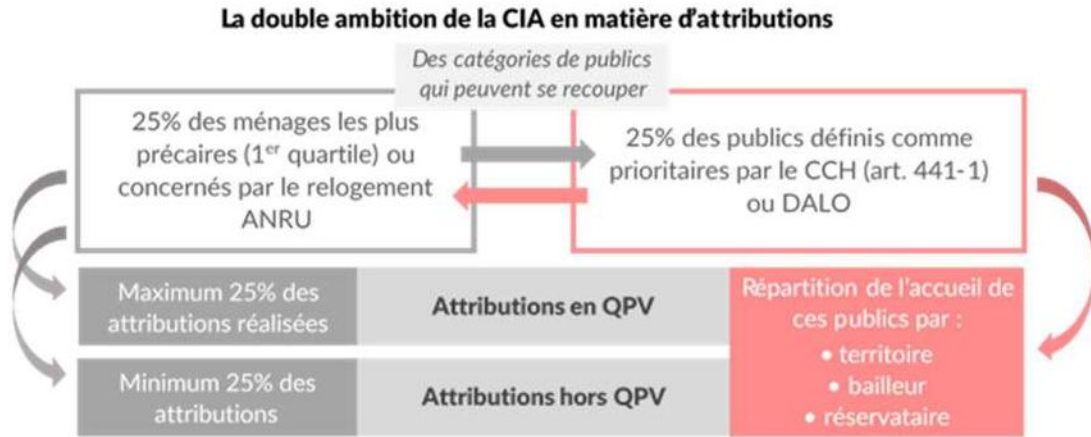 La double ambition de la CIA en matière d'attributions
Des catégories de publics
qui peuvent se recouper
25% des ménages les plus
précaires (1er quartile) ou
concernés par le relogement
ANRU
25% des publics définis comme
prioritaires par le CCH (art. 441-1)
ou DALO
Maximum 25% des
attributions réalisées
Attributions en QPV
Minimum 25% des
attributions
Attributions hors QPV
Répartition de l'accueil de
ces publics par :
• territoire
• bailleur
• réservataire